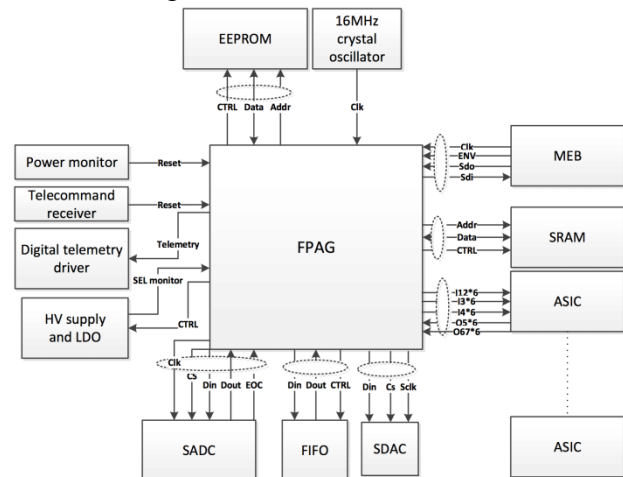 EEPROM
16MHz
crystal
oscillator
CTRL
Data
Addr
Clk
Power monitor
Reset
Telecommand
receiver
Reset
Digital telemetry
driver
Telemetry
SEL monitor
HV supply
and LDO
CTRL
FPAG
Clk
ENV
Sdo
Sdi
MEB
Addr
Data
CTRL
SRAM
I12*6
I3*6
I4*6
O5*6
O67*6
ASIC
Clk
CS
Din
Dout
EOC
Din
Dout
CTRL
Din
Cs
Sclk
SADC
FIFO
SDAC
ASIC